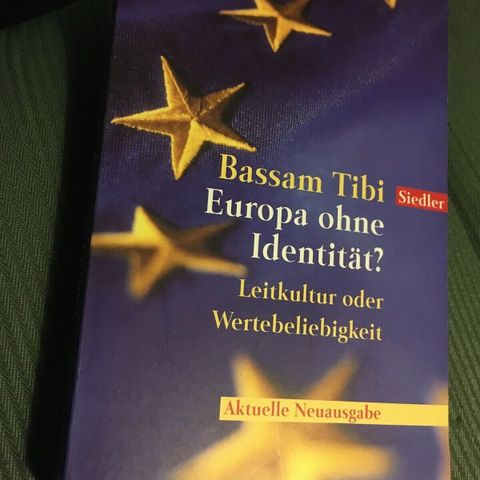 Bassam Tibi
Siedler
Europa ohne
Identität?
Leitkultur oder
Wertebeliebigkeit
Aktuelle Neuausgabe